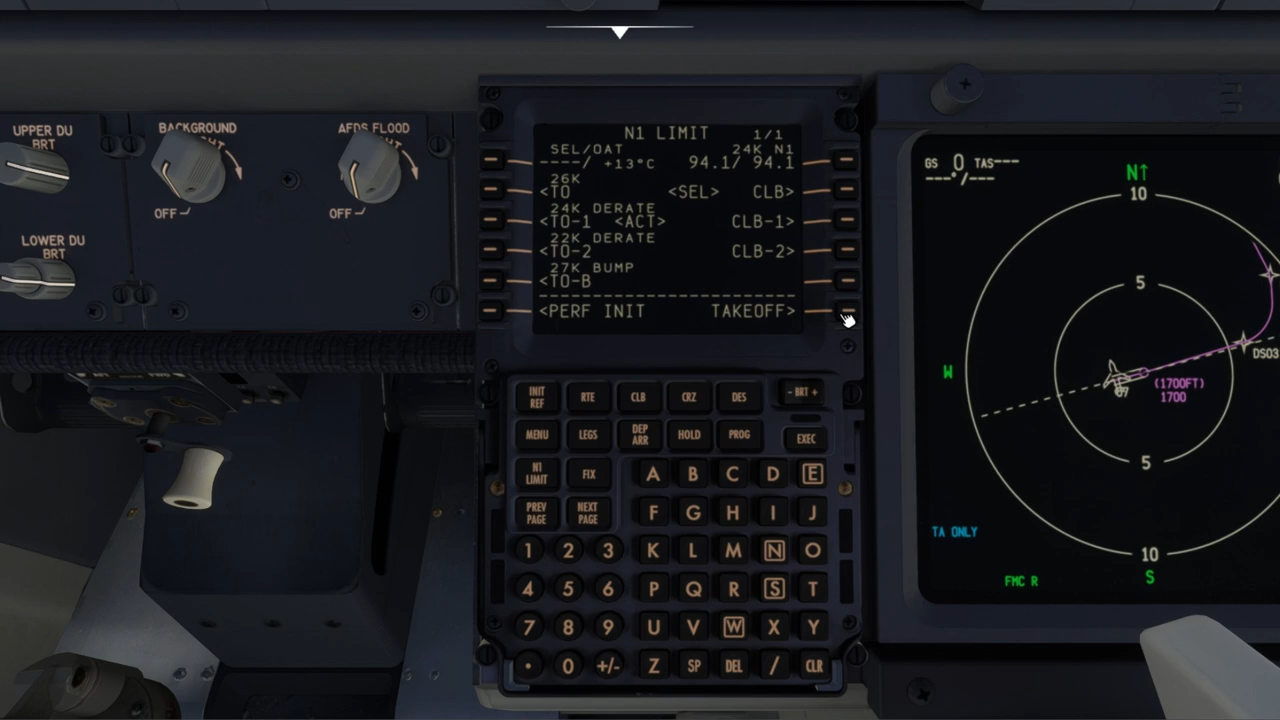 UPPER DU
BRT
BACKGROUND
OFF
AFDS FLOOD
OFF
LOWER DU
BRT
N1 LIMIT 1/1
SEL/OAT 24K N1
----/ +13°C 94.1/ 94.1
26K
<TO <SEL> CLB>
24K DERATE
<TO-1 <ACT> CLB-1>
22K DERATE
<TO-2 CLB-2>
27K BUMP
<TO-B
<PERF INIT TAKEOFF>
INIT REF RTE CLB CRZ DES - BRT +
MENU LEGS DEP ARR HOLD PROG EXEC
N1 LIMIT FIX A B C D E
PREV PAGE NEXT PAGE F G H I J
1 2 3 K L M N O
4 5 6 P Q R S T
7 8 9 U V W X Y
. 0 +/- Z SP DEL / CLR
GS 0 TAS---
---°/---
N↑
10
5
W
DS03
(1700FT)
1700
07
5
TA ONLY
10
FMC R
S